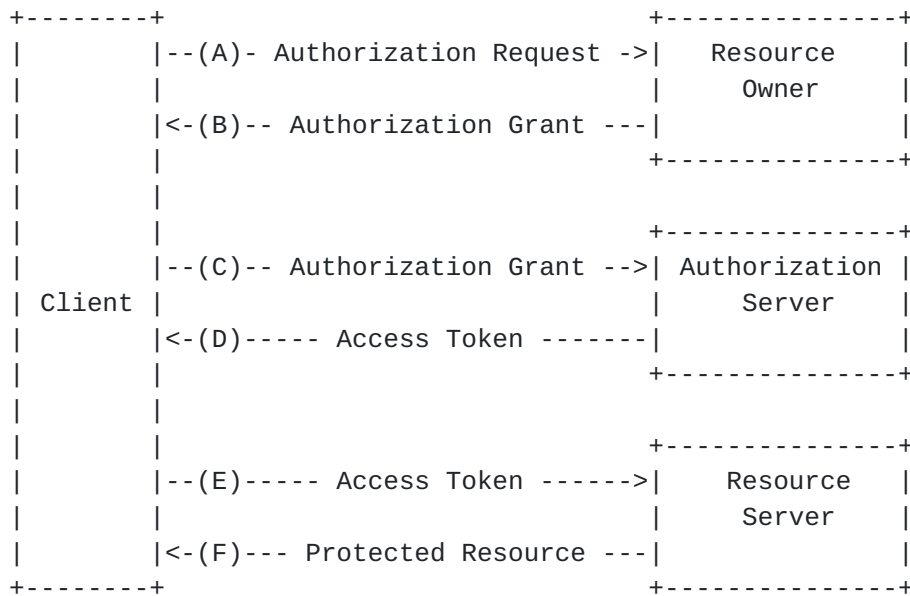 +--------+                               +---------------+
|        |--(A)- Authorization Request ->|   Resource    |
|        |                               |     Owner     |
|        |<-(B)-- Authorization Grant ---|               |
|        |                               +---------------+
|        |
|        |                               +---------------+
|        |--(C)-- Authorization Grant -->| Authorization |
| Client |                               |     Server    |
|        |<-(D)----- Access Token -------|               |
|        |                               +---------------+
|        |
|        |                               +---------------+
|        |--(E)----- Access Token ------>|    Resource   |
|        |                               |     Server    |
|        |<-(F)--- Protected Resource ---|               |
+--------+                               +---------------+